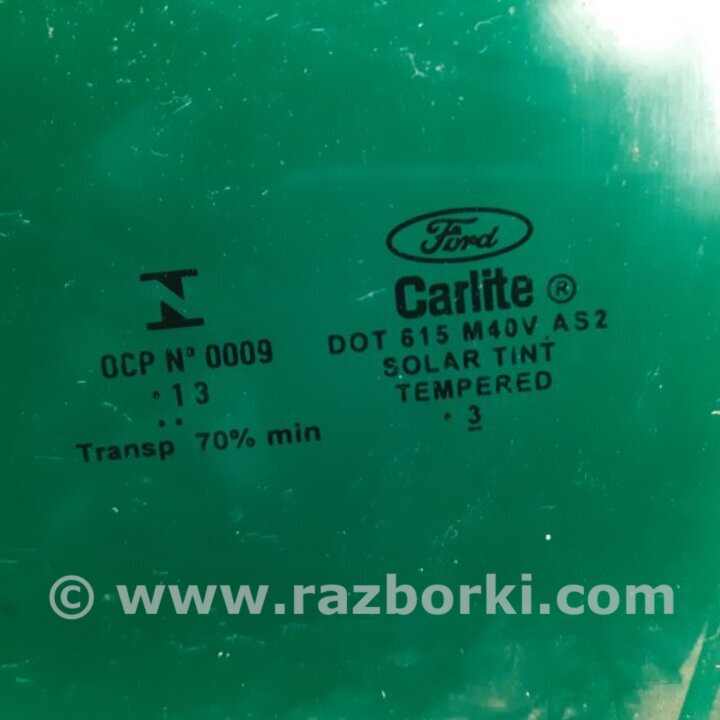 OCP Nº 0009
.13
..
Transp 70% min
Ford
Carlite ®
DOT 615 M40V AS2
SOLAR TINT
TEMPERED
. 3
© www.razborki.com